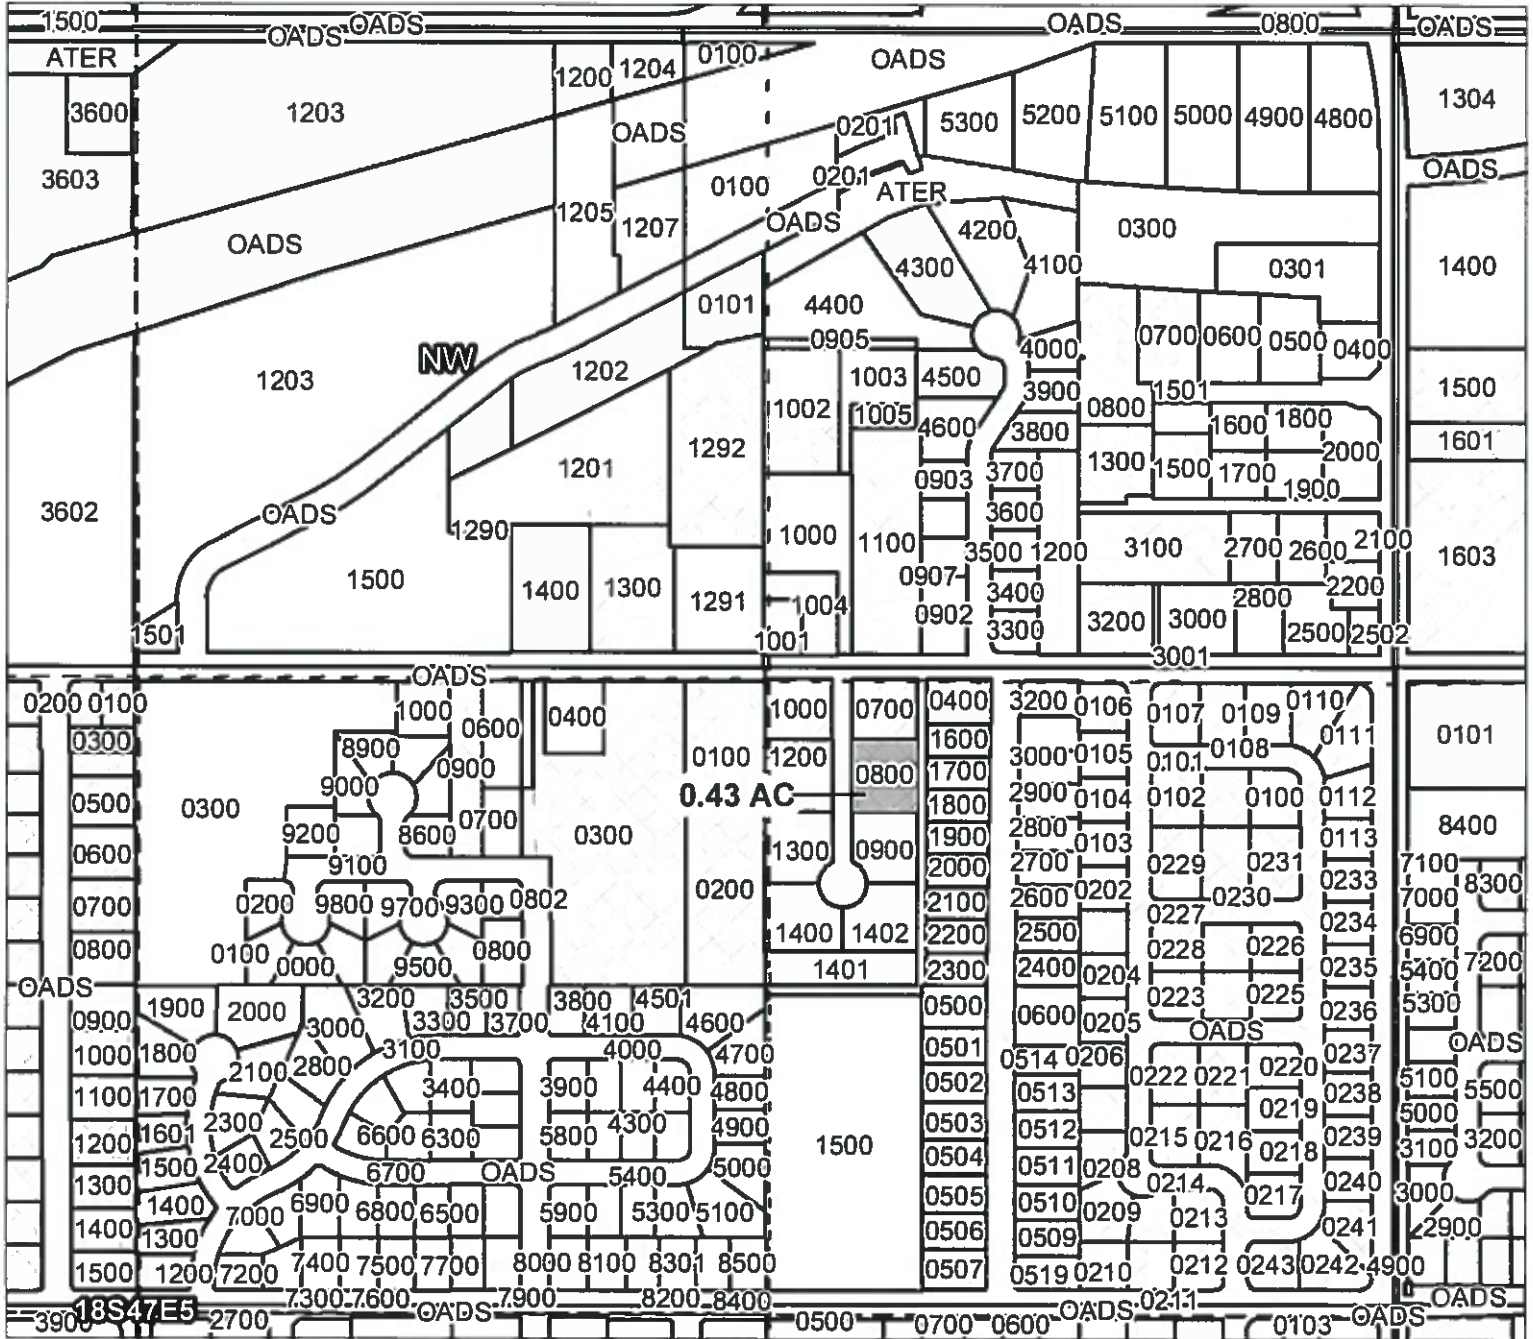 1500 OADS OADS OADS 0800 OADS
ATER 1200 1204 0100 OADS
3600 1203 OADS 0201 5300 5200 5100 5000 4900 4800 1304
3603 0100 0201 ATER OADS
OADS 1205 1207 OADS 4200 0300
4300 4100 0301 1400
0101 4400
NW 0905 4000 0700 0600 0500 0400
1203 1202 1003 4500 3900 1501 1500
1002 1005 0800 1600 1800
1292 4600 3800 2000 1601
1201 0903 3700 1300 1500 1700 1900
3602 OADS 3600
1290 1000 1100 3500 1200 3100 2700 2600 2100 1603
1500 1400 1300 1291 1004 0907 3400 2200
1501 1001 0902 3300 3200 3000 2800 2500 2502
OADS 3001
0200 0100 1000 0600 0400 1000 0700 0400 3200 0106 0107 0109 0110
0300 8900 0900 0100 1200 1600 3000 0105 0101 0108 0111 0101
9000 0.43 AC 0800 1700 2900 0104 0102 0100 0112
0500 0300 9200 8600 0700 0300 1800 2800 0103 0113 8400
0600 9100 1300 0900 1900 2700 0229 0231 7100
0200 9800 9700 9300 0802 0200 2000 2600 0202 0230 0233 7000 8300
0700 2100 0227 0234
0800 0100 0000 9500 0800 1400 1402 2200 2500 0228 0226 6900 7200
OADS 1401 2300 2400 0204 0235 5400
1900 2000 3200 3500 3800 4501 0500 0600 0223 0225 0236 5300
0900 3000 3300 3700 4100 4600 0205 OADS
1000 1800 2100 2800 3100 4000 4700 0501 0514 0206 0237 OADS
1100 1700 3400 3900 4400 4800 0502 0513 0222 0221 0220 0238 5100 5500
1601 2300 2500 6600 6300 5800 4300 4900 1500 0503 0512 0215 0216 0219 0239 5000
1200 1500 2400 6700 OADS 5400 5000 0504 0511 0208 0218 3100 3200
1300 1400 6900 6800 6500 5900 5300 5100 0505 0510 0209 0214 0217 0240 3000
1400 1300 7000 0506 0509 0213 0241 2900
1500 1200 7200 7400 7500 7700 8000 8100 8301 8500 0507 0519 0210 0212 0243 0242 4900
18S47E5 7300 7600 7900 8200 8400 0211 OADS
3900 2700 OADS 0500 0700 0600 OADS 0103 OADS